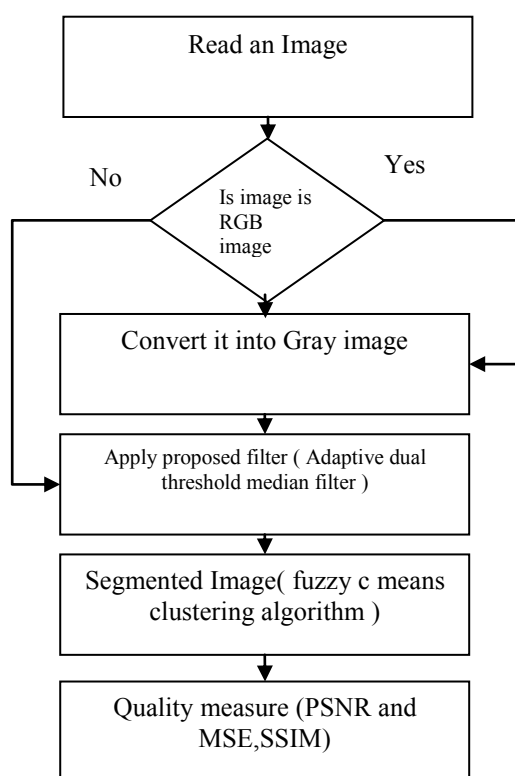 Read an Image
No
Yes
Is image is
RGB
image
Convert it into Gray image
Apply proposed filter ( Adaptive dual
threshold median filter )
Segmented Image( fuzzy c means
clustering algorithm )
Quality measure (PSNR and
MSE,SSIM)